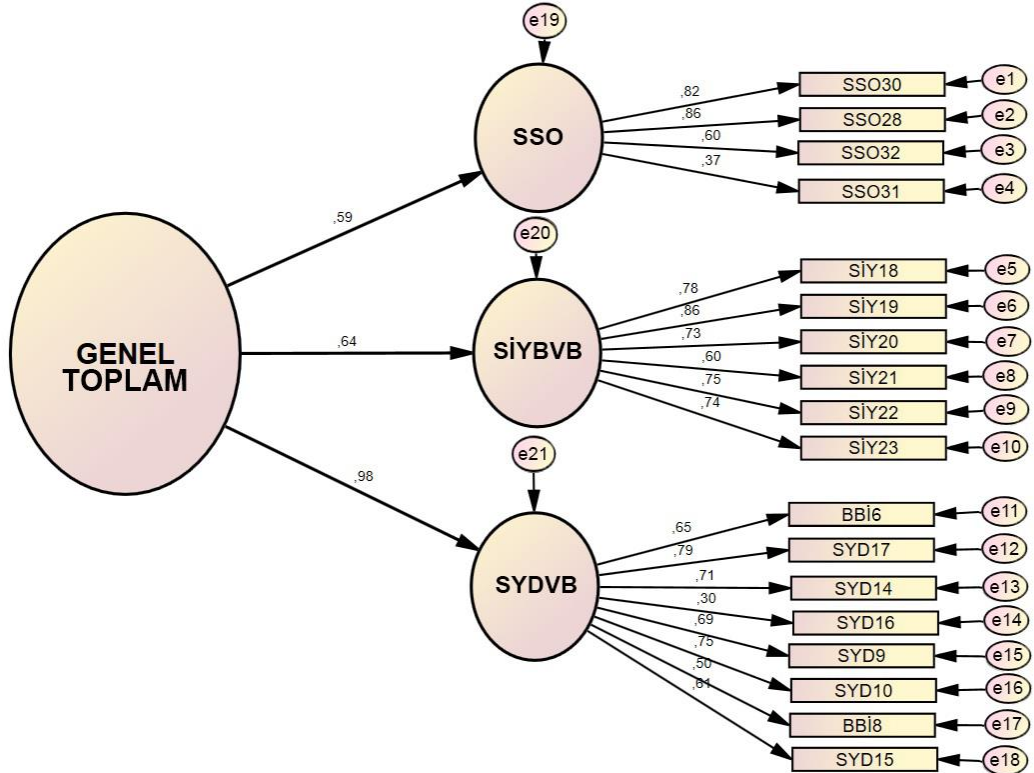 e19
SSO
,82
,86
,60
,37
SSO30
e1
SSO28
e2
SSO32
e3
SSO31
e4
,59
e20
SİYBVB
,78
,86
,73
,60
,75
,74
SİY18
e5
SİY19
e6
SİY20
e7
SİY21
e8
SİY22
e9
SİY23
e10
GENEL
TOPLAM
,64
,98
e21
SYDVB
,65
,79
,71
,30
,69
,75
,50
,61
BBİ6
e11
SYD17
e12
SYD14
e13
SYD16
e14
SYD9
e15
SYD10
e16
BBİ8
e17
SYD15
e18